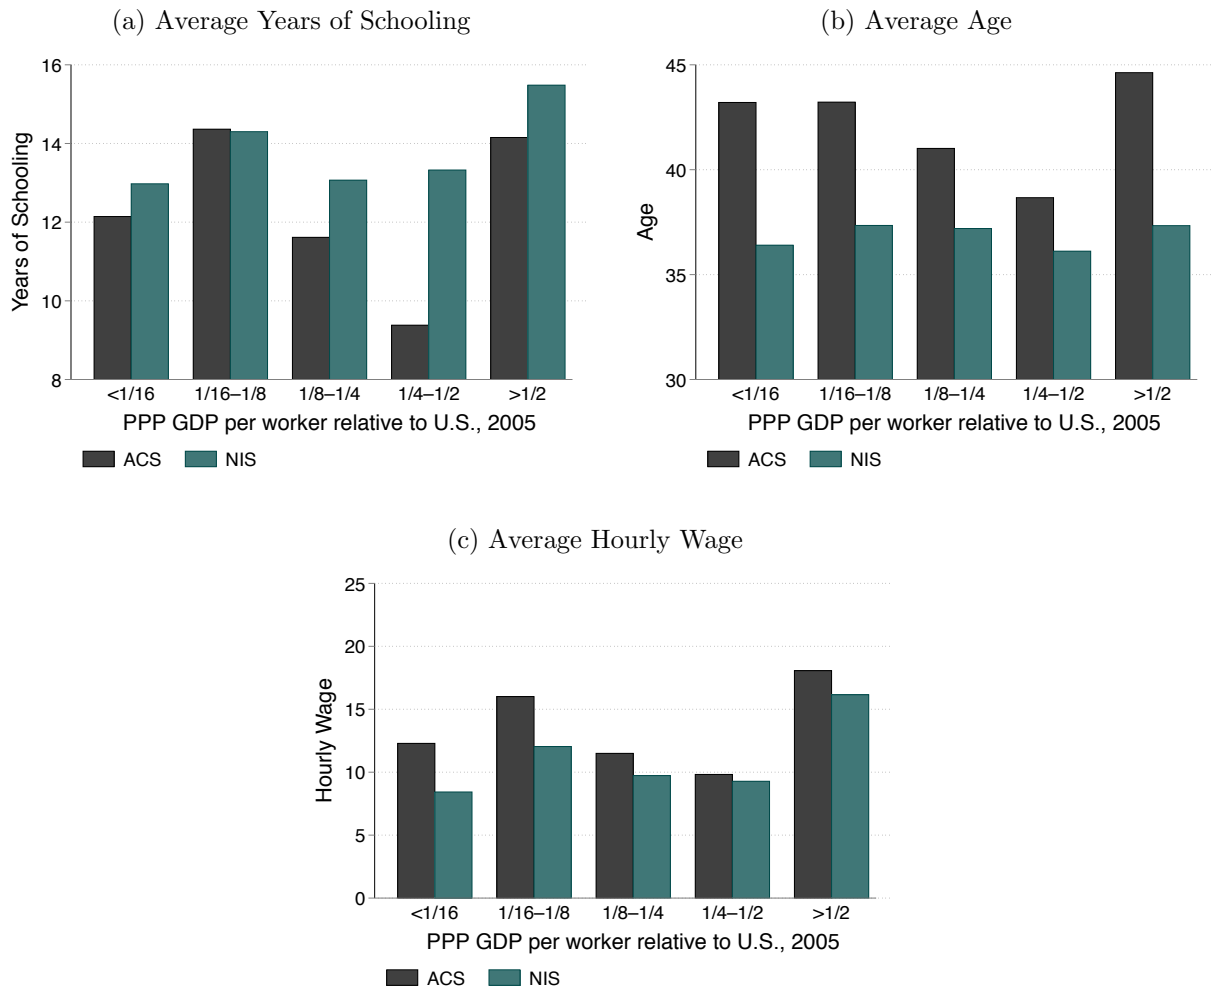 (a) Average Years of Schooling
16
14
12
10
8
Years of Schooling
<1/16 1/16–1/8 1/8–1/4 1/4–1/2 >1/2
PPP GDP per worker relative to U.S., 2005
ACS NIS
(b) Average Age
45
40
35
30
Age
<1/16 1/16–1/8 1/8–1/4 1/4–1/2 >1/2
PPP GDP per worker relative to U.S., 2005
ACS NIS
(c) Average Hourly Wage
25
20
15
10
5
0
Hourly Wage
<1/16 1/16–1/8 1/8–1/4 1/4–1/2 >1/2
PPP GDP per worker relative to U.S., 2005
ACS NIS